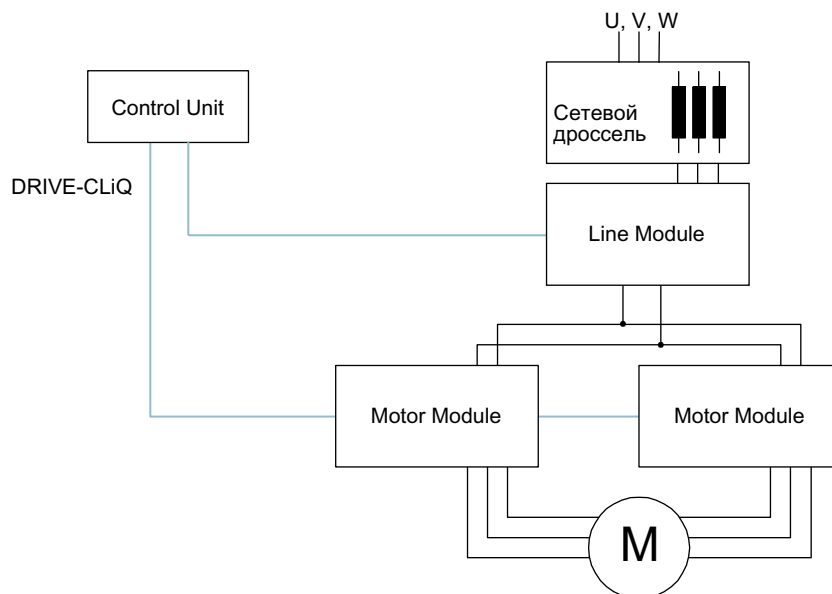 U, V, W
Control Unit
Сетевой
дроссель
DRIVE-CLiQ
Line Module
Motor Module
Motor Module
M